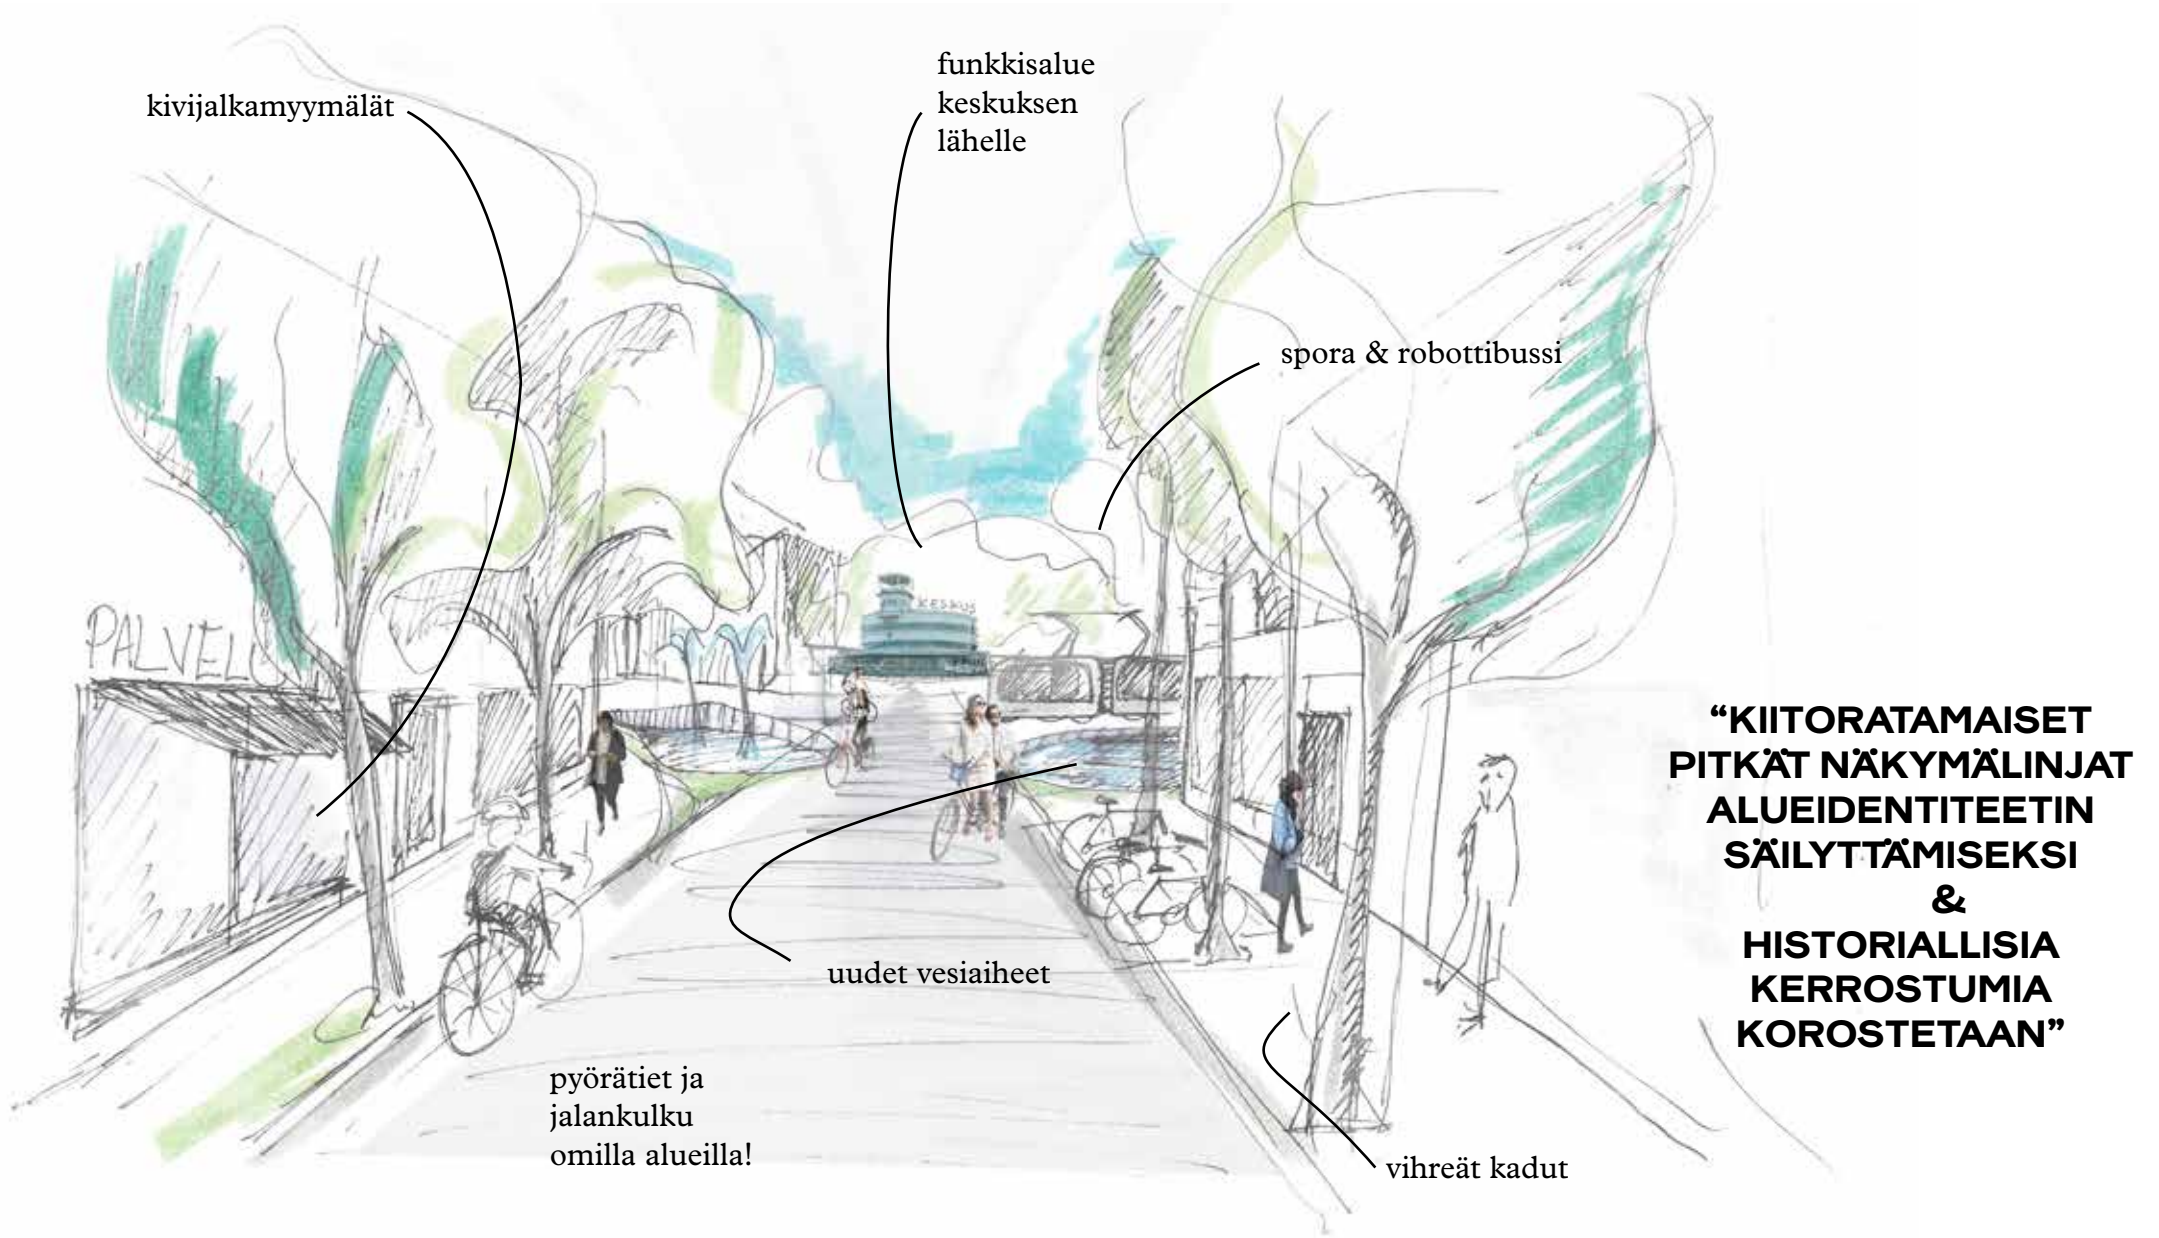 kivijalkamyymälät
funkkisalue
keskuksen
lähelle
spora & robottibussi
PALVELU
KESKUS
“KIITORATAMAISET
PITKÄT NÄKYMÄLINJAT
ALUEIDENTITEETIN
SÄILYTTÄMISEKSI
&
HISTORIALLISIA
KERROSTUMIA
KOROSTETAAN”
uudet vesiaiheet
pyörätiet ja
jalankulku
omilla alueilla!
vihreät kadut